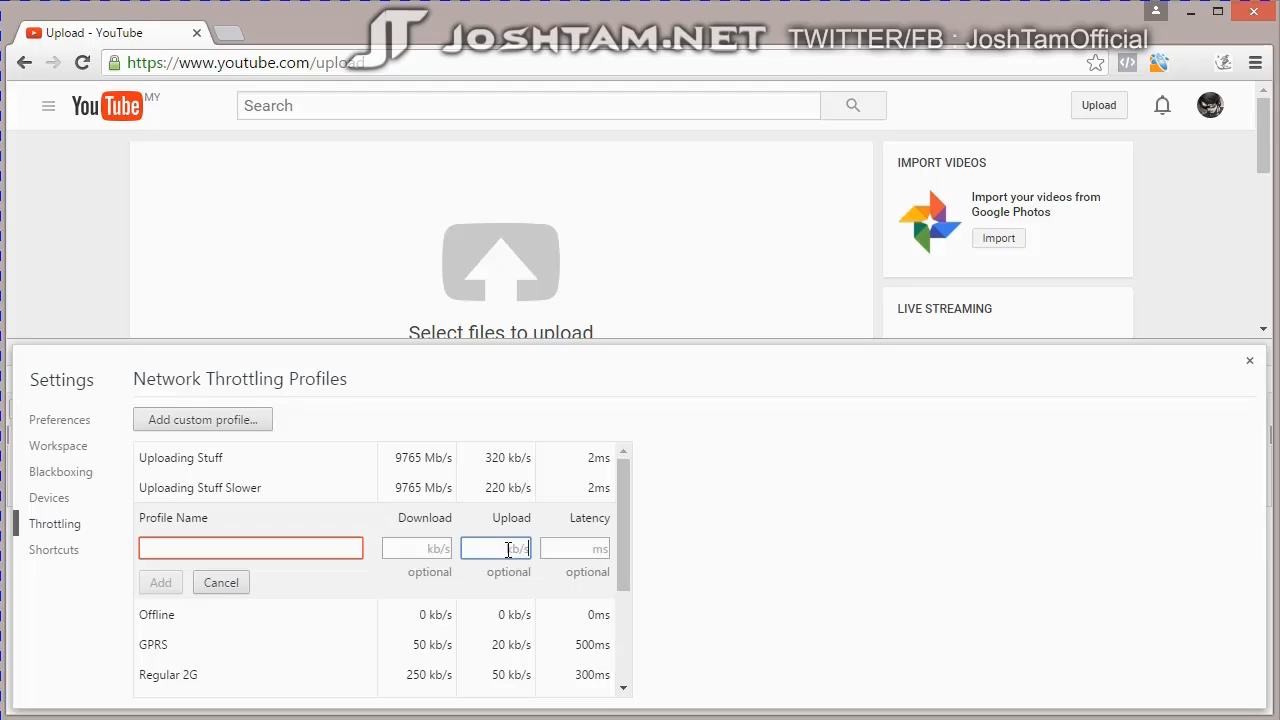 Upload - YouTube
JT JOSHTAM.NET TWITTER/FB : JoshTamOfficial
https://www.youtube.com/upload
YouTube MY
Search
Upload
IMPORT VIDEOS
Import your videos from
Google Photos
Import
Select files to upload
LIVE STREAMING
Settings
Preferences
Workspace
Blackboxing
Devices
Throttling
Shortcuts
Network Throttling Profiles
Add custom profile...
Uploading Stuff 9765 Mb/s 320 kb/s 2ms
Uploading Stuff Slower 9765 Mb/s 220 kb/s 2ms
Profile Name Download Upload Latency
kb/s kb/s ms
optional optional optional
Add Cancel
Offline 0 kb/s 0 kb/s 0ms
GPRS 50 kb/s 20 kb/s 500ms
Regular 2G 250 kb/s 50 kb/s 300ms